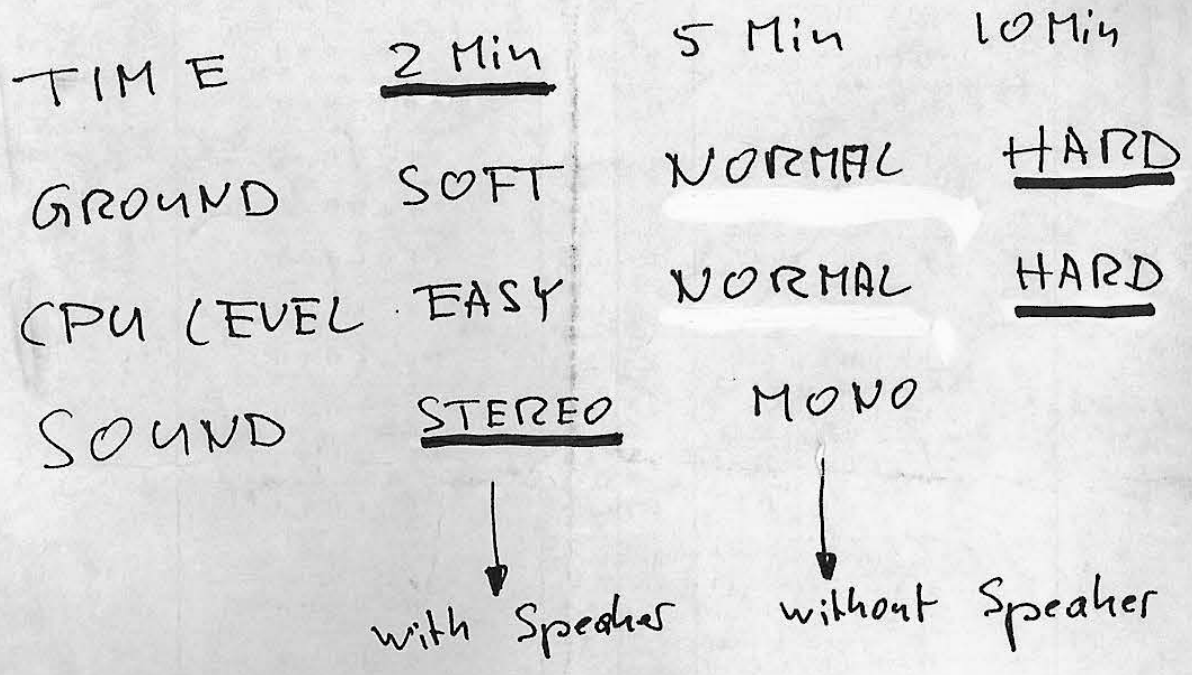 TIME 2 Min 5 Min 10 Min
GROUND SOFT NORMAL HARD
CPU LEVEL EASY NORMAL HARD
SOUND STEREO MONO
with Speaker without Speaker